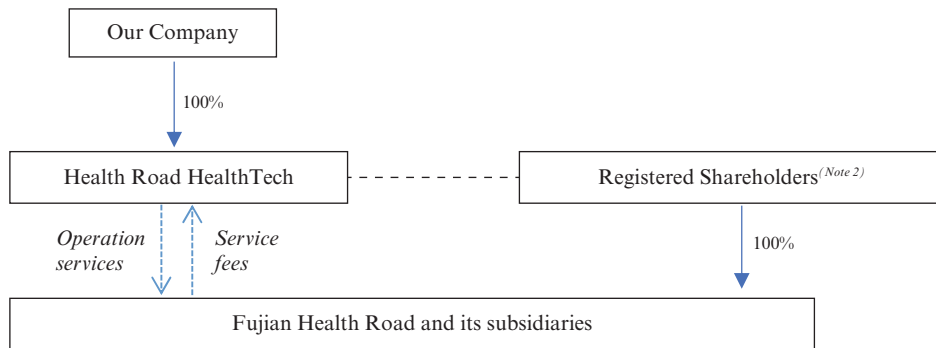 Our Company
100%
Health Road HealthTech
Registered Shareholders(Note 2)
Operation
services
Service
fees
100%
Fujian Health Road and its subsidiaries